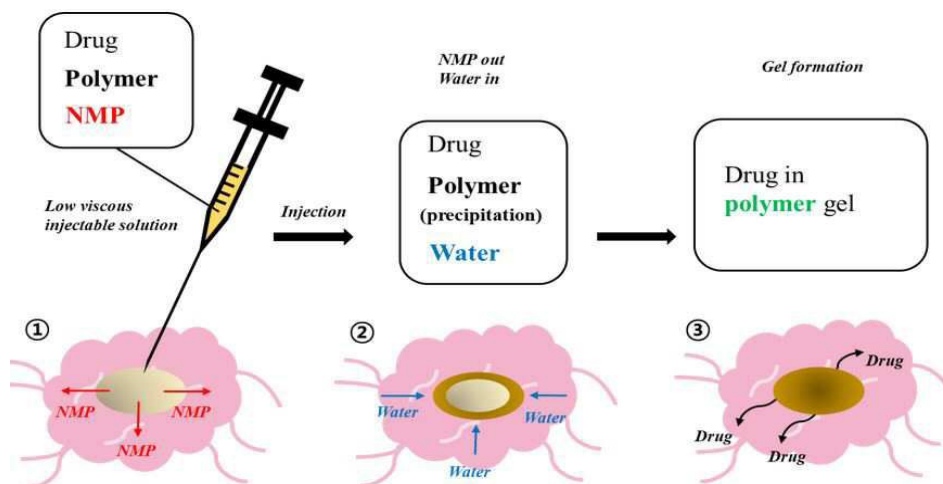 Drug
Polymer
NMP
Low viscous
injectable solution
Injection
NMP out
Water in
Drug
Polymer
(precipitation)
Water
Gel formation
Drug in
polymer gel
①
NMP
NMP
NMP
②
Water
Water
Water
③
Drug
Drug
Drug